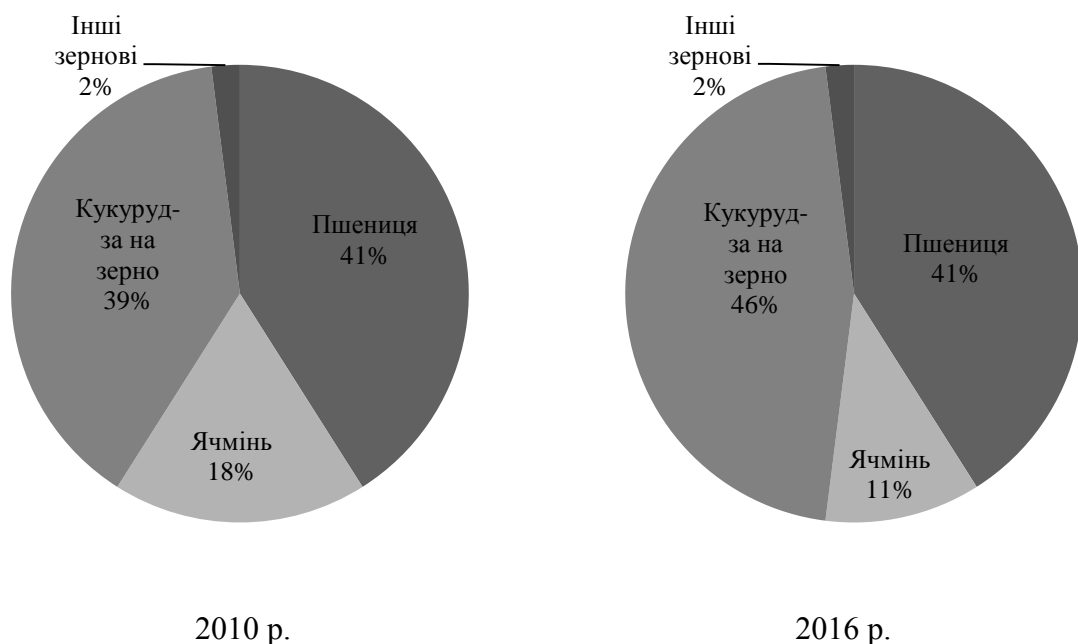 Інші
зернові
2%
Кукуруд-
за на
зерно
39%
Пшениця
41%
Ячмінь
18%
2010 р.
Інші
зернові
2%
Кукуруд-
за на
зерно
46%
Пшениця
41%
Ячмінь
11%
2016 р.